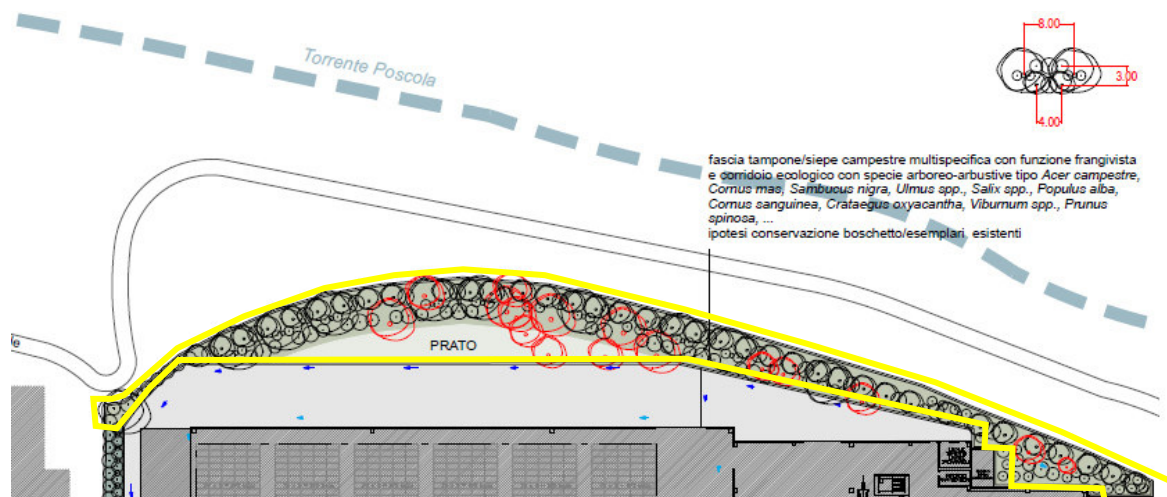 8.00
Torrente Poscola
3.00
4.00
fascia tampone/siepe campestre multispecifica con funzione frangivista
e corridoio ecologico con specie arboreo-arbustive tipo Acer campestre,
Cornus mas, Sambucus nigra, Ulmus spp., Salix spp., Populus alba,
Cornus sanguinea, Crataegus oxyacantha, Viburnum spp., Prunus
spinosa, ...
ipotesi conservazione boschetto/esemplari esistenti
PRATO